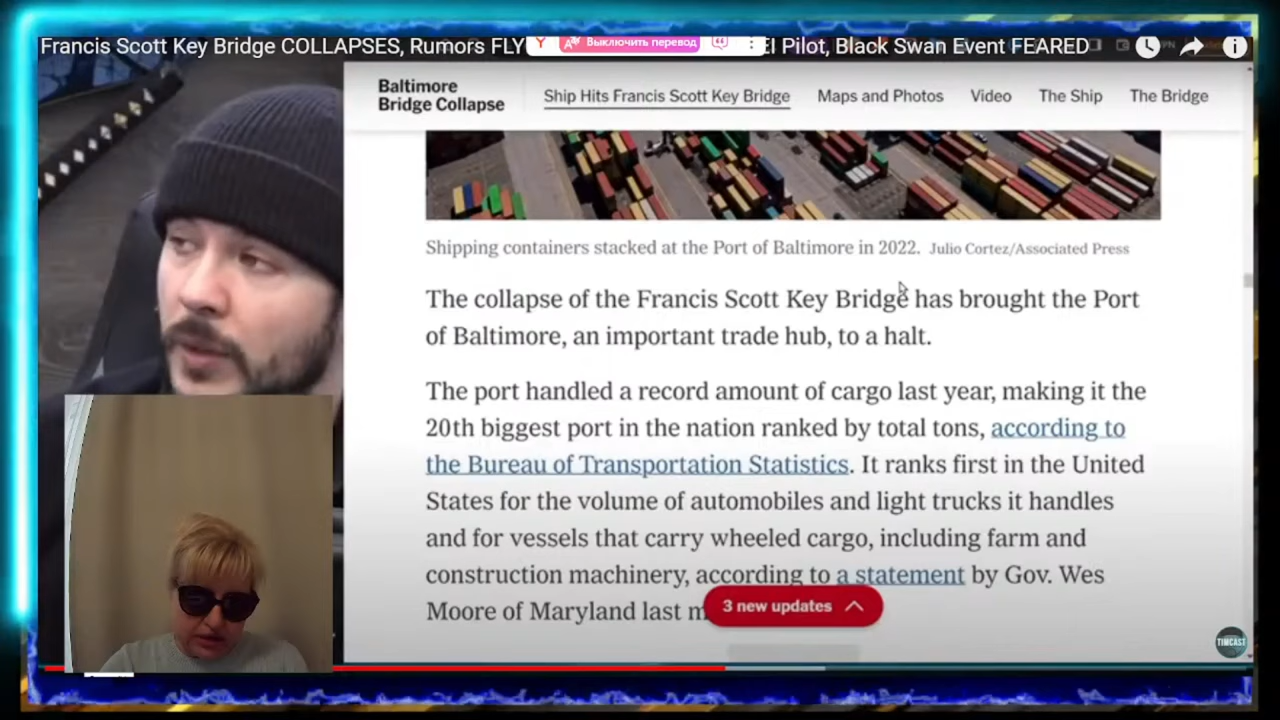 Francis Scott Key Bridge COLLAPSES, Rumors FLY
Y
Выключить перевод
EI Pilot, Black Swan Event FEARED
Baltimore
Bridge Collapse
Ship Hits Francis Scott Key Bridge
Maps and Photos
Video
The Ship
The Bridge
Shipping containers stacked at the Port of Baltimore in 2022. Julio Cortez/Associated Press
The collapse of the Francis Scott Key Bridge has brought the Port
of Baltimore, an important trade hub, to a halt.
The port handled a record amount of cargo last year, making it the
20th biggest port in the nation ranked by total tons, according to
the Bureau of Transportation Statistics. It ranks first in the United
States for the volume of automobiles and light trucks it handles
and for vessels that carry wheeled cargo, including farm and
construction machinery, according to a statement by Gov. Wes
Moore of Maryland last m
3 new updates
TIMCAST